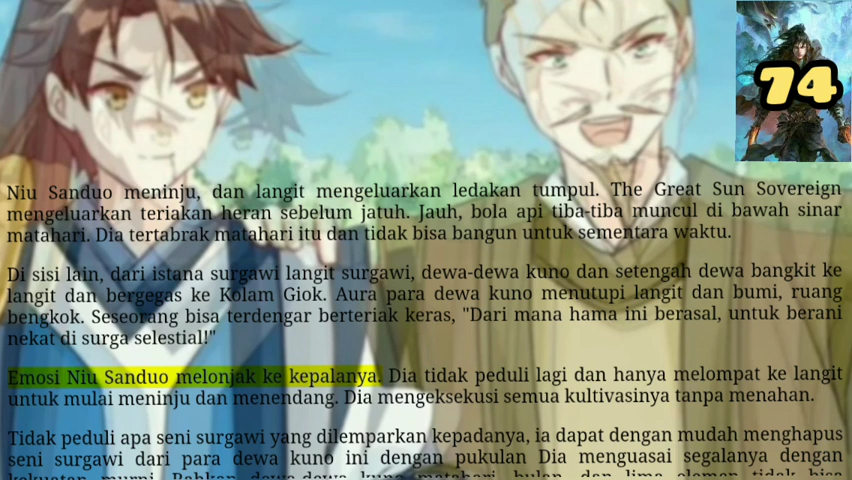 74
Niu Sanduo meninju, dan langit mengeluarkan ledakan tumpul. The Great Sun Sovereign
mengeluarkan teriakan heran sebelum jatuh. Jauh, bola api tiba-tiba muncul di bawah sinar
matahari. Dia tertabrak matahari itu dan tidak bisa bangun untuk sementara waktu.
Di sisi lain, dari istana surgawi langit surgawi, dewa-dewa kuno dan setengah dewa bangkit ke
langit dan bergegas ke Kolam Giok. Aura para dewa kuno menutupi langit dan bumi, ruang
bengkok. Seseorang bisa terdengar berteriak keras, "Dari mana hama ini berasal, untuk berani
nekat di surga selestial!"
Emosi Niu Sanduo melonjak ke kepalanya. Dia tidak peduli lagi dan hanya melompat ke langit
untuk mulai meninju dan menendang. Dia mengeksekusi semua kultivasinya tanpa menahan.
Tidak peduli apa seni surgawi yang dilemparkan kepadanya, ia dapat dengan mudah menghapus
seni surgawi dari para dewa kuno ini dengan pukulan Dia menguasai segalanya dengan